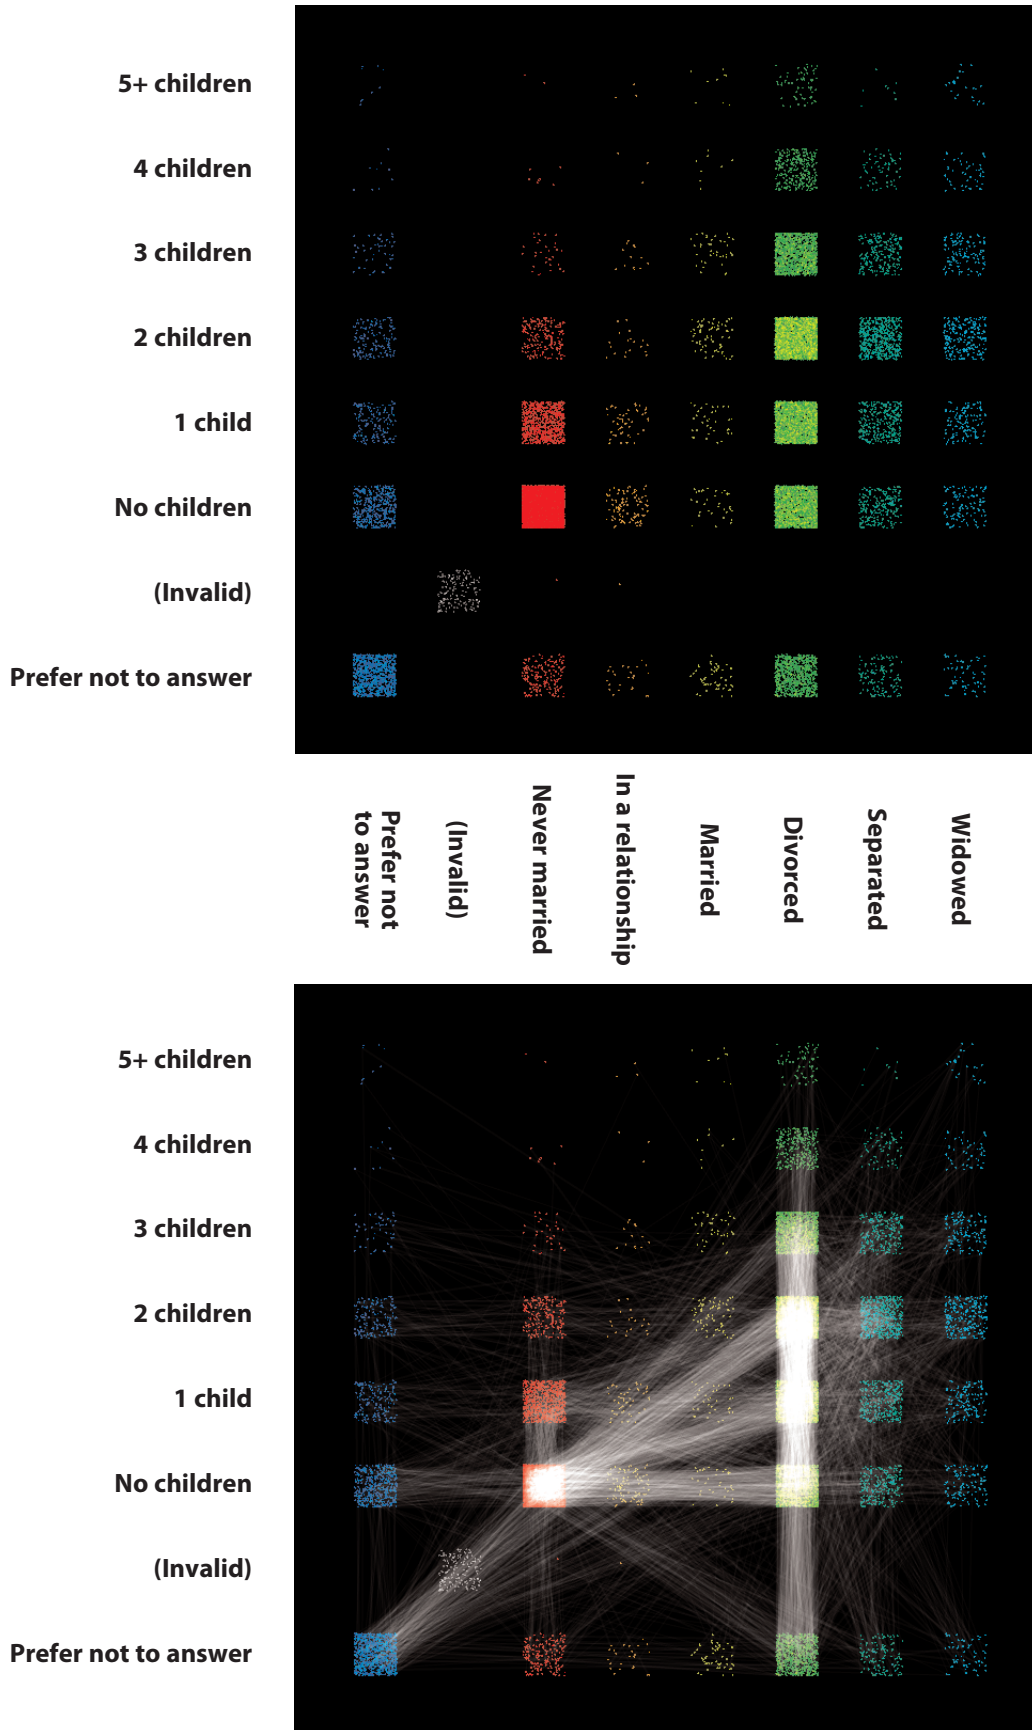 5+ children
4 children
3 children
2 children
1 child
No children
(Invalid)
Prefer not to answer
Prefer not
to answer
(Invalid)
Never married
In a relationship
Married
Divorced
Separated
Widowed
5+ children
4 children
3 children
2 children
1 child
No children
(Invalid)
Prefer not to answer